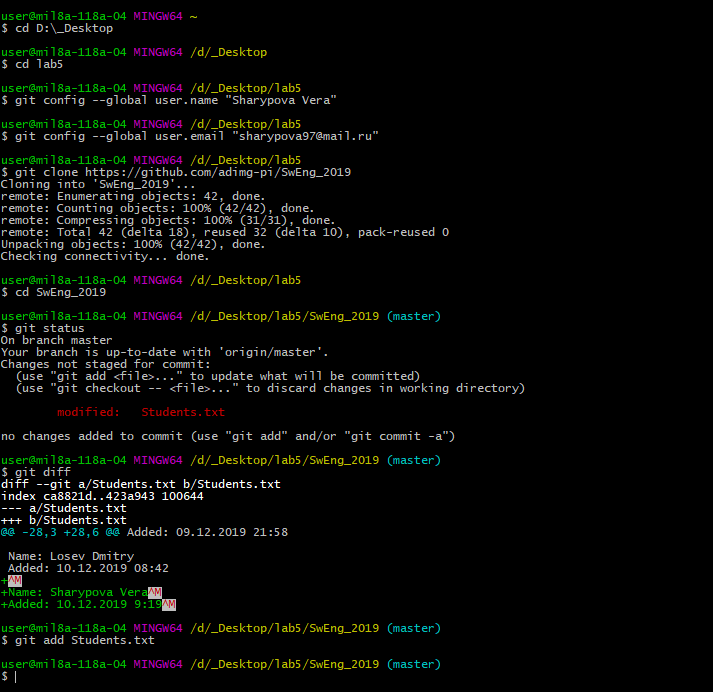 user@mil8a-118a-04 MINGW64 ~
$ cd D:\_Desktop
user@mil8a-118a-04 MINGW64 /d/_Desktop
$ cd lab5
user@mil8a-118a-04 MINGW64 /d/_Desktop/lab5
$ git config --global user.name "Sharypova Vera"
user@mil8a-118a-04 MINGW64 /d/_Desktop/lab5
$ git config --global user.email "sharypova97@mail.ru"
user@mil8a-118a-04 MINGW64 /d/_Desktop/lab5
$ git clone https://github.com/adimg-pi/SwEng_2019
Cloning into 'SwEng_2019'...
remote: Enumerating objects: 42, done.
remote: Counting objects: 100% (42/42), done.
remote: Compressing objects: 100% (31/31), done.
remote: Total 42 (delta 18), reused 32 (delta 10), pack-reused 0
Unpacking objects: 100% (42/42), done.
Checking connectivity... done.
user@mil8a-118a-04 MINGW64 /d/_Desktop/lab5
$ cd SwEng_2019
user@mil8a-118a-04 MINGW64 /d/_Desktop/lab5/SwEng_2019 (master)
$ git status
On branch master
Your branch is up-to-date with 'origin/master'.
Changes not staged for commit:
  (use "git add <file>..." to update what will be committed)
  (use "git checkout -- <file>..." to discard changes in working directory)
        modified:   Students.txt
no changes added to commit (use "git add" and/or "git commit -a")
user@mil8a-118a-04 MINGW64 /d/_Desktop/lab5/SwEng_2019 (master)
$ git diff
diff --git a/Students.txt b/Students.txt
index ca8821d..423a943 100644
--- a/Students.txt
+++ b/Students.txt
@@ -28,3 +28,6 @@ Added: 09.12.2019 21:58
 Name: Losev Dmitry
 Added: 10.12.2019 08:42
+^M
+Name: Sharypova Vera^M
+Added: 10.12.2019 9:19^M
user@mil8a-118a-04 MINGW64 /d/_Desktop/lab5/SwEng_2019 (master)
$ git add Students.txt
user@mil8a-118a-04 MINGW64 /d/_Desktop/lab5/SwEng_2019 (master)
$